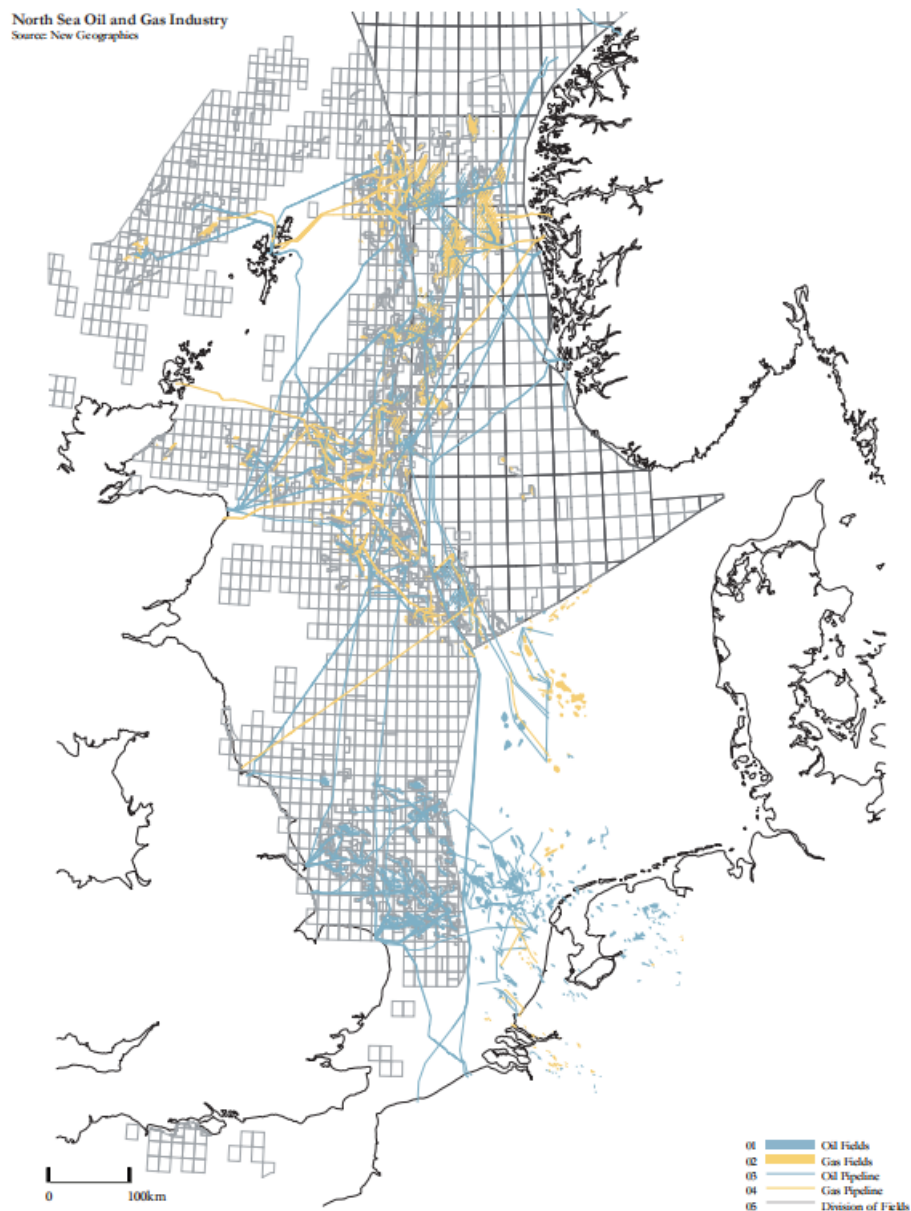 North Sea Oil and Gas Industry
Source: New Geographics
01 Oil Fields
02 Gas Fields
03 Oil Pipeline
04 Gas Pipeline
05 Division of Fields
0 100km